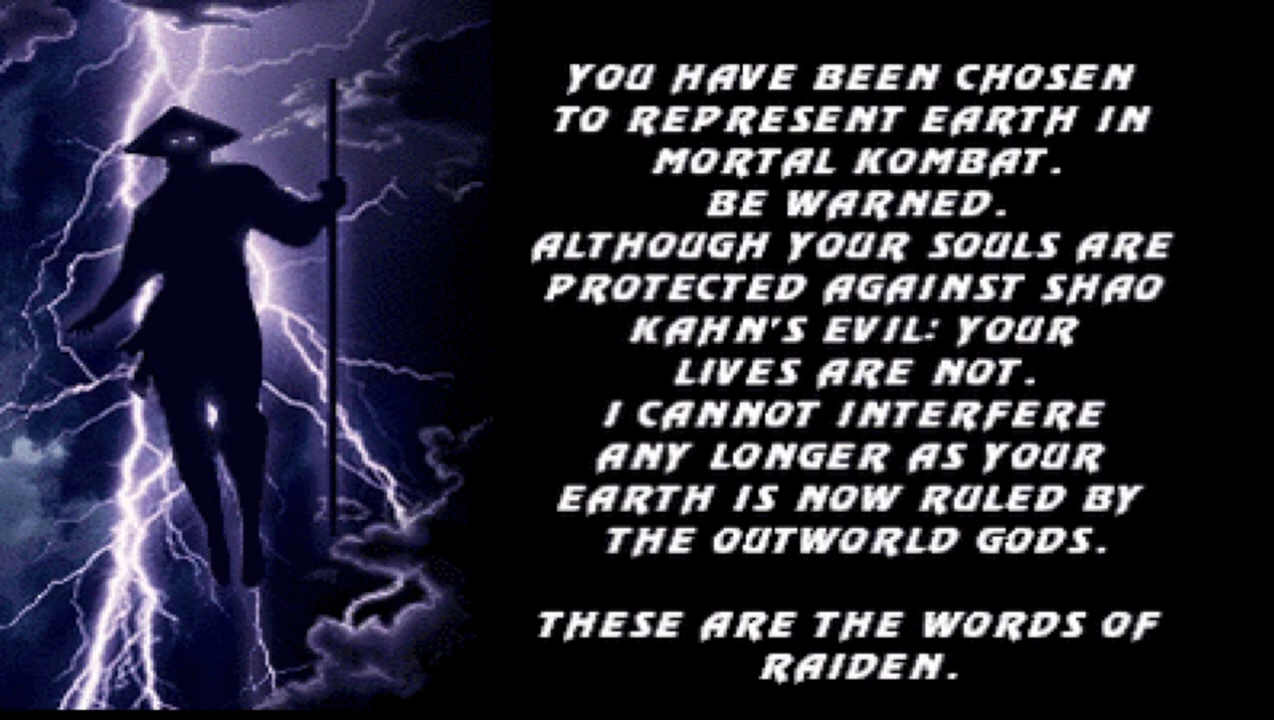 YOU HAVE BEEN CHOSEN
TO REPRESENT EARTH IN
MORTAL KOMBAT.
BE WARNED.
ALTHOUGH YOUR SOULS ARE
PROTECTED AGAINST SHAO
KAHN'S EVIL: YOUR
LIVES ARE NOT.
I CANNOT INTERFERE
ANY LONGER AS YOUR
EARTH IS NOW RULED BY
THE OUTWORLD GODS.
THESE ARE THE WORDS OF
RAIDEN.